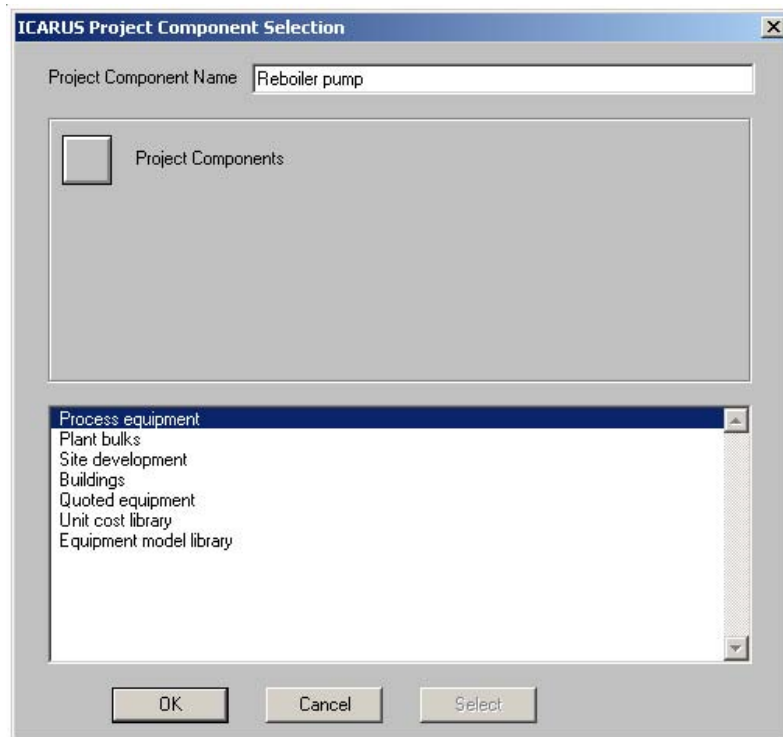 ICARUS Project Component Selection
Project Component Name Reboiler pump
Project Components
Process equipment
Plant bulks
Site development
Buildings
Quoted equipment
Unit cost library
Equipment model library
OK Cancel Select